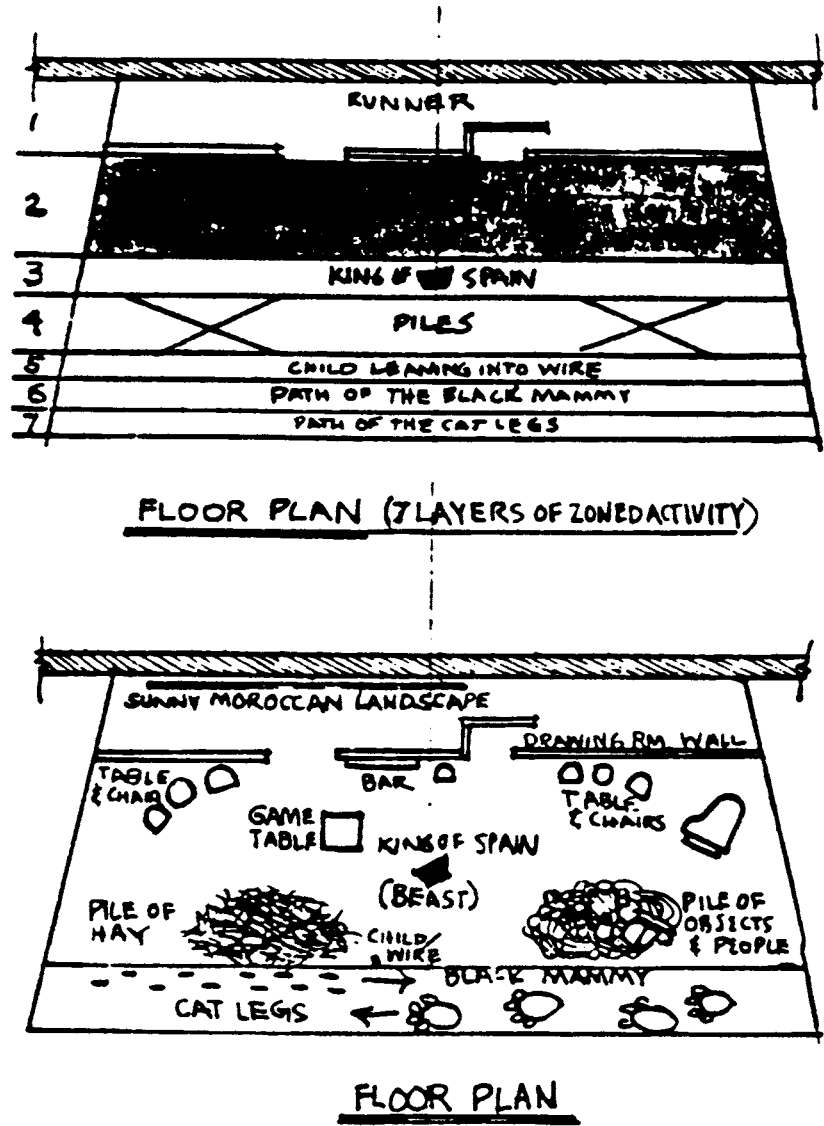 RUNNER
1
2
3
KING OF SPAIN
4
PILES
5
CHILD LEANING INTO WIRE
6
PATH OF THE BLACK MAMMY
7
PATH OF THE CAT LEGS
FLOOR PLAN (7 LAYERS OF ZONED ACTIVITY)
SUNNY MOROCCAN LANDSCAPE
DRAWING RM. WALL
TABLE
& CHAIR
BAR
TABLE
& CHAIRS
GAME
TABLE
KING OF SPAIN
(BEAST)
PILE OF
HAY
CHILD/
WIRE
PILE OF
OBJECTS
& PEOPLE
BLACK MAMMY
CAT LEGS
FLOOR PLAN